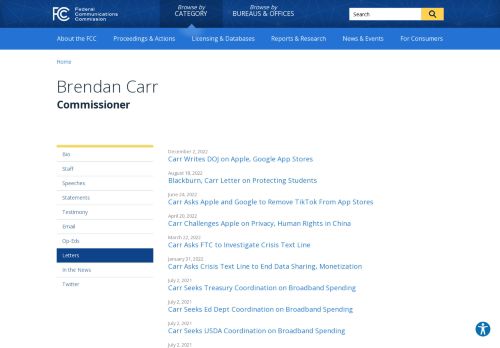 FCC
Federal
Communications
Commission
Browse by
CATEGORY
Browse by
BUREAUS & OFFICES
Search
About the FCC
Proceedings & Actions
Licensing & Databases
Reports & Research
News & Events
For Consumers
Home
Brendan Carr
Commissioner
Bio
Staff
Speeches
Statements
Testimony
Email
Op-Eds
Letters
In the News
Twitter
December 2, 2022
Carr Writes DOJ on Apple, Google App Stores
August 18, 2022
Blackburn, Carr Letter on Protecting Students
June 24, 2022
Carr Asks Apple and Google to Remove TikTok From App Stores
April 20, 2022
Carr Challenges Apple on Privacy, Human Rights in China
March 22, 2022
Carr Asks FTC to Investigate Crisis Text Line
January 31, 2022
Carr Asks Crisis Text Line to End Data Sharing, Monetization
July 2, 2021
Carr Seeks Treasury Coordination on Broadband Spending
July 2, 2021
Carr Seeks Ed Dept Coordination on Broadband Spending
July 2, 2021
Carr Seeks USDA Coordination on Broadband Spending
July 2, 2021